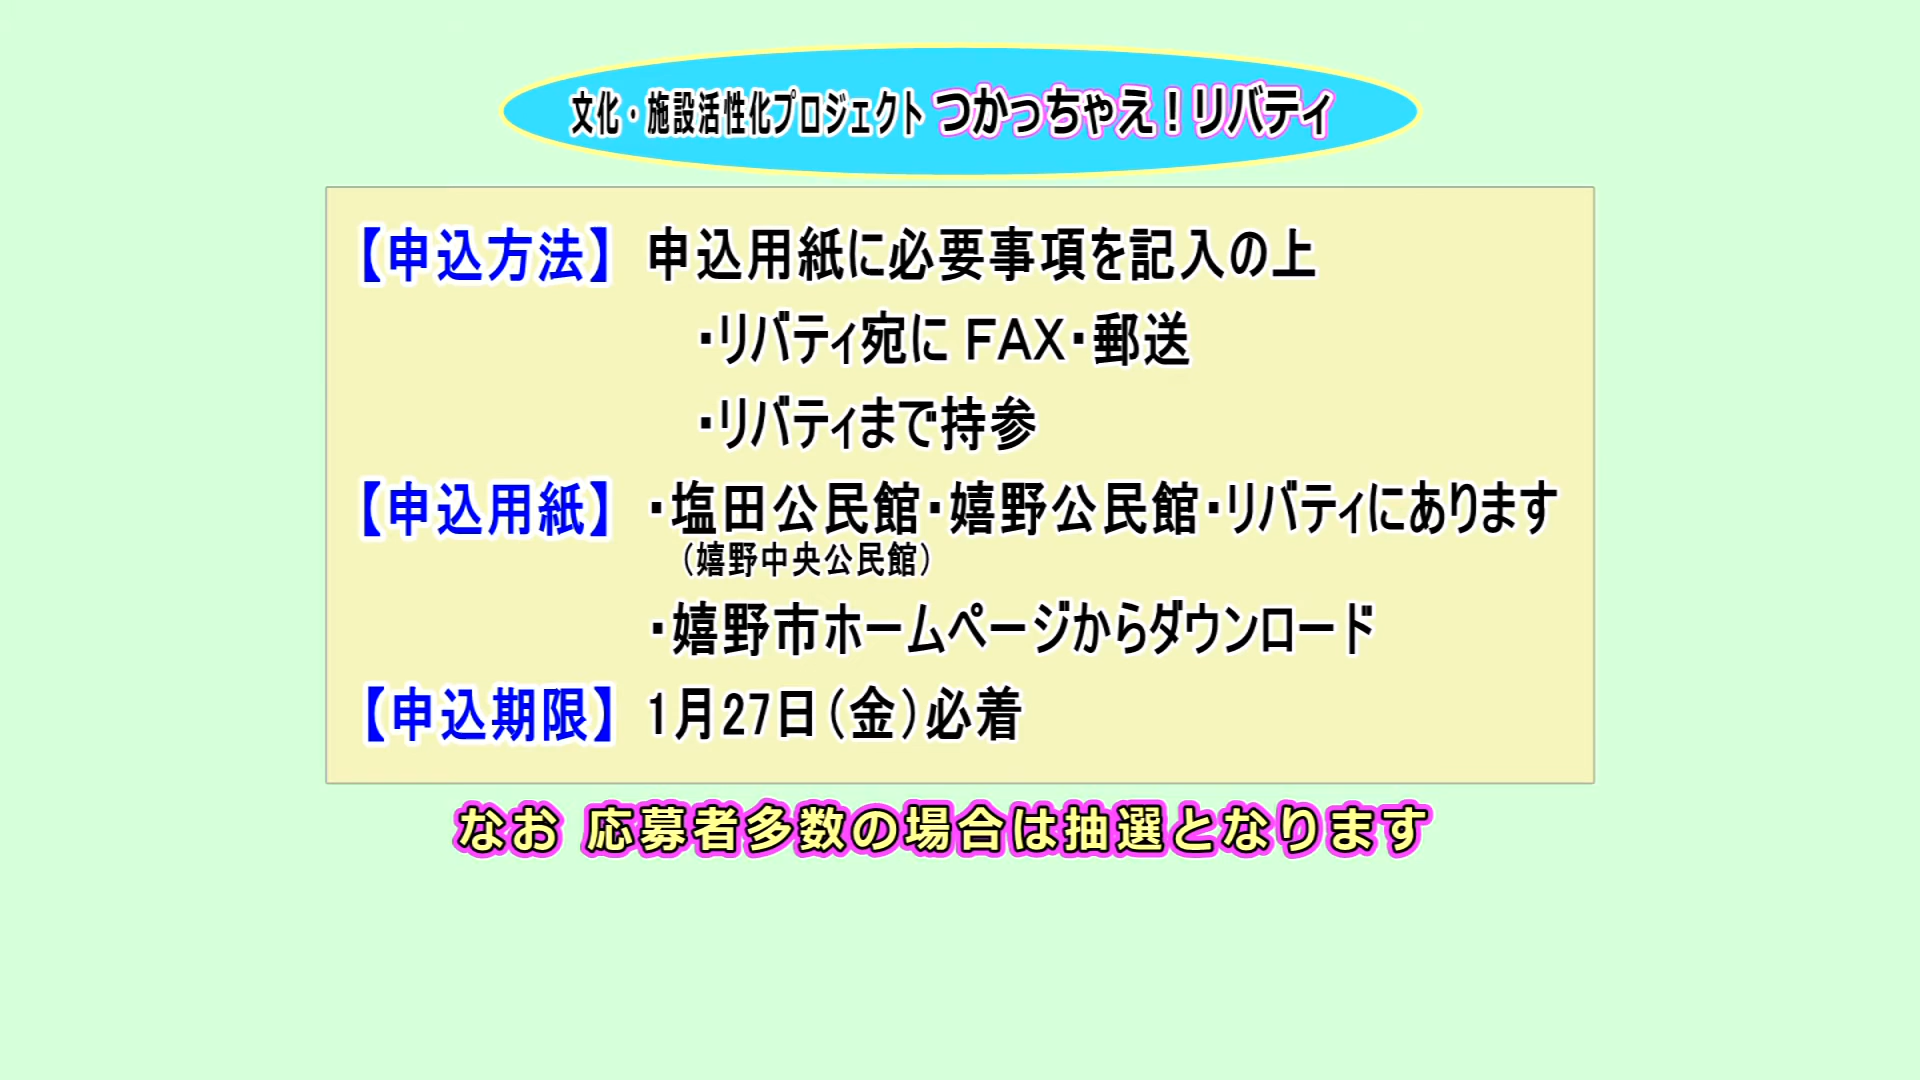 文化・施設活性化プロジェクト つかっちゃえ！リバティ
【申込方法】 申込用紙に必要事項を記入の上
・リバティ宛に FAX・郵送
・リバティまで持参
【申込用紙】 ・塩田公民館・嬉野公民館・リバティにあります
（嬉野中央公民館）
・嬉野市ホームページからダウンロード
【申込期限】 1月27日（金）必着
なお 応募者多数の場合は抽選となります